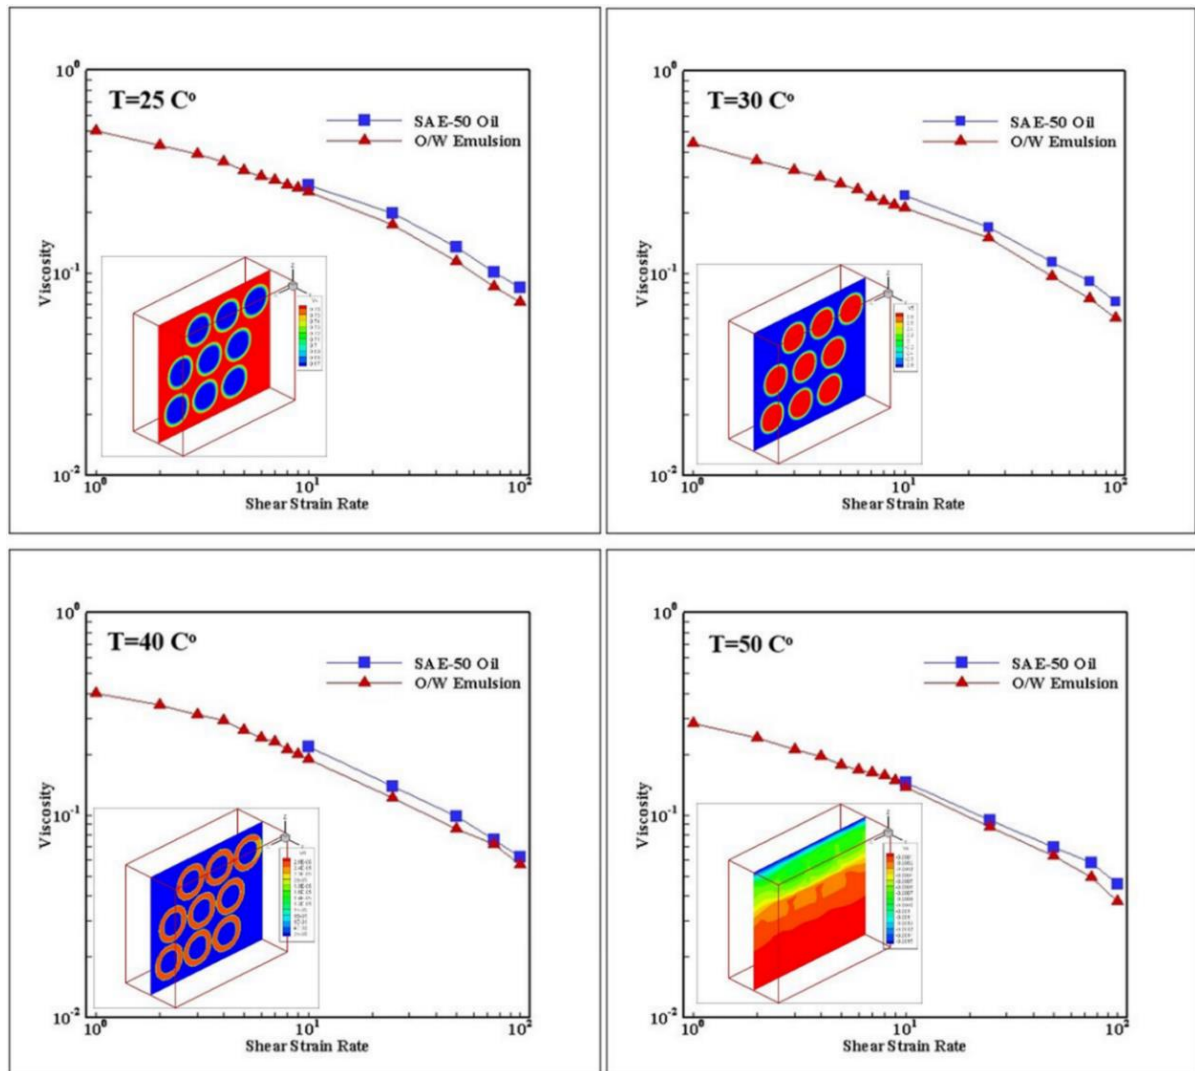 10⁰
T=25 C°
SAE-50 Oil
O/W Emulsion
Viscosity
10⁻¹
10⁻²
10⁰
10¹
10²
Shear Strain Rate
10⁰
T=30 C°
SAE-50 Oil
O/W Emulsion
Viscosity
10⁻¹
10⁻²
10⁰
10¹
10²
Shear Strain Rate
10⁰
T=40 C°
SAE-50 Oil
O/W Emulsion
Viscosity
10⁻¹
10⁻²
10⁰
10¹
10²
Shear Strain Rate
10⁰
T=50 C°
SAE-50 Oil
O/W Emulsion
Viscosity
10⁻¹
10⁻²
10⁰
10¹
10²
Shear Strain Rate